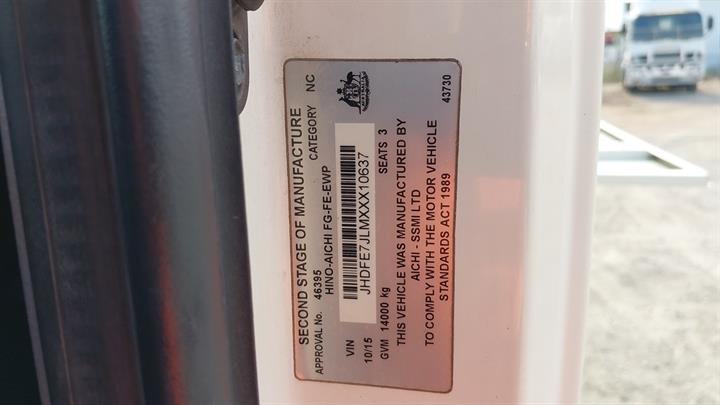 SECOND STAGE OF MANUFACTURE
APPROVAL No. 46395 CATEGORY NC
HINO-AICHI FG-FE-EWP
VIN JHDFE7JLMXXX10637
10/15
GVM 14000 kg SEATS 3
THIS VEHICLE WAS MANUFACTURED BY
AICHI - SSMI LTD
TO COMPLY WITH THE MOTOR VEHICLE
STANDARDS ACT 1989
43730